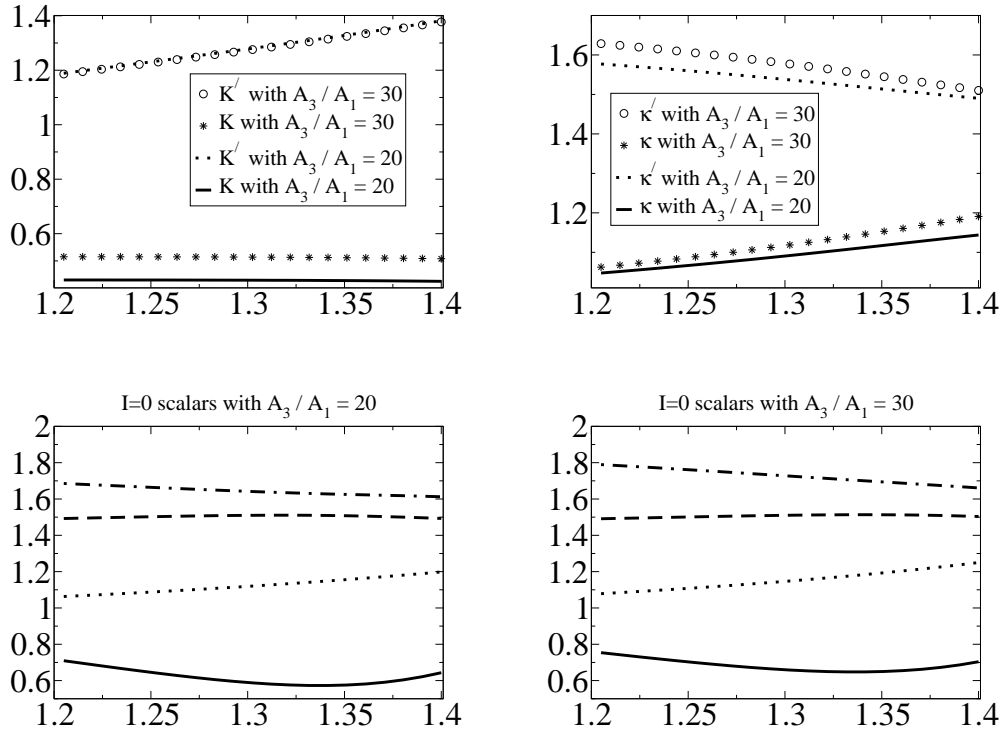 1.4
1.2
1
0.8
0.6
K′ with A3 / A1 = 30
K with A3 / A1 = 30
K′ with A3 / A1 = 20
K with A3 / A1 = 20
1.2 1.25 1.3 1.35 1.4
1.6
1.4
1.2
κ′ with A3 / A1 = 30
κ with A3 / A1 = 30
κ′ with A3 / A1 = 20
κ with A3 / A1 = 20
1.2 1.25 1.3 1.35 1.4
I=0 scalars with A3 / A1 = 20
2
1.8
1.6
1.4
1.2
1
0.8
0.6
1.2 1.25 1.3 1.35 1.4
I=0 scalars with A3 / A1 = 30
2
1.8
1.6
1.4
1.2
1
0.8
0.6
1.2 1.25 1.3 1.35 1.4